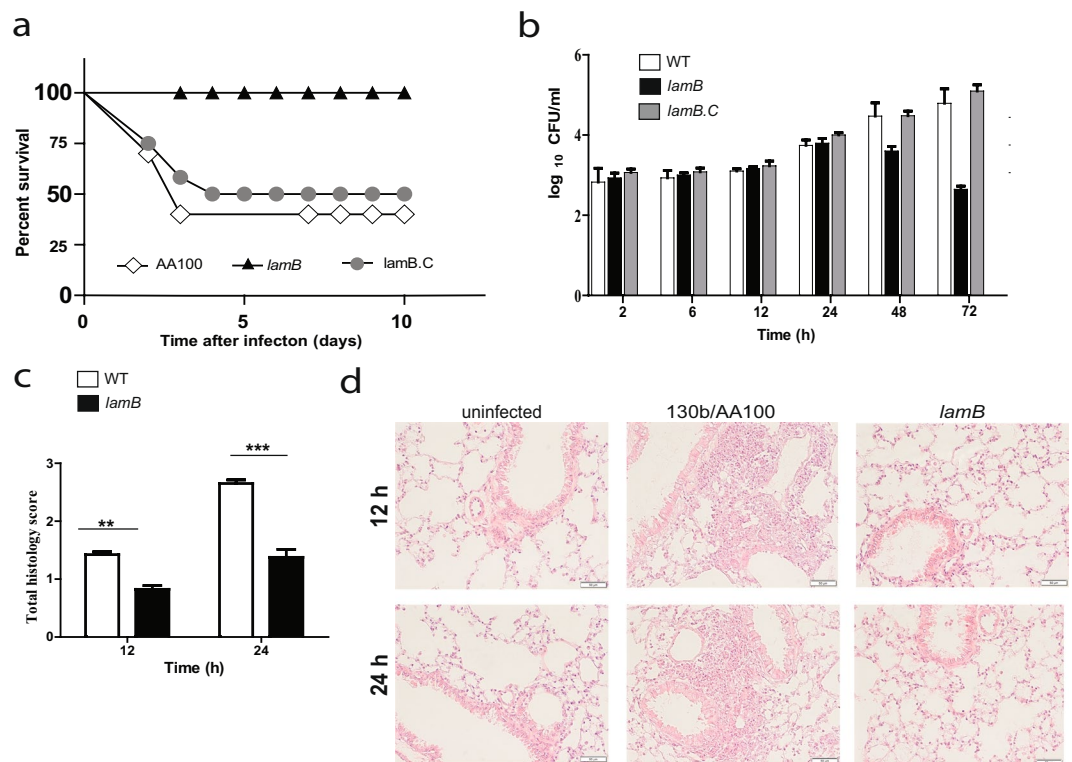 a
Percent survival
100
75
50
25
0
AA100
lamB
lamB.C
0
5
10
Time after infecton (days)
b
WT
lamB
lamB.C
log 10 CFU/ml
6
4
2
0
2
6
12
24
48
72
Time (h)
c
WT
lamB
Total histology score
3
2
1
0
**
***
12
24
Time (h)
d
uninfected
130b/AA100
lamB
12 h
24 h